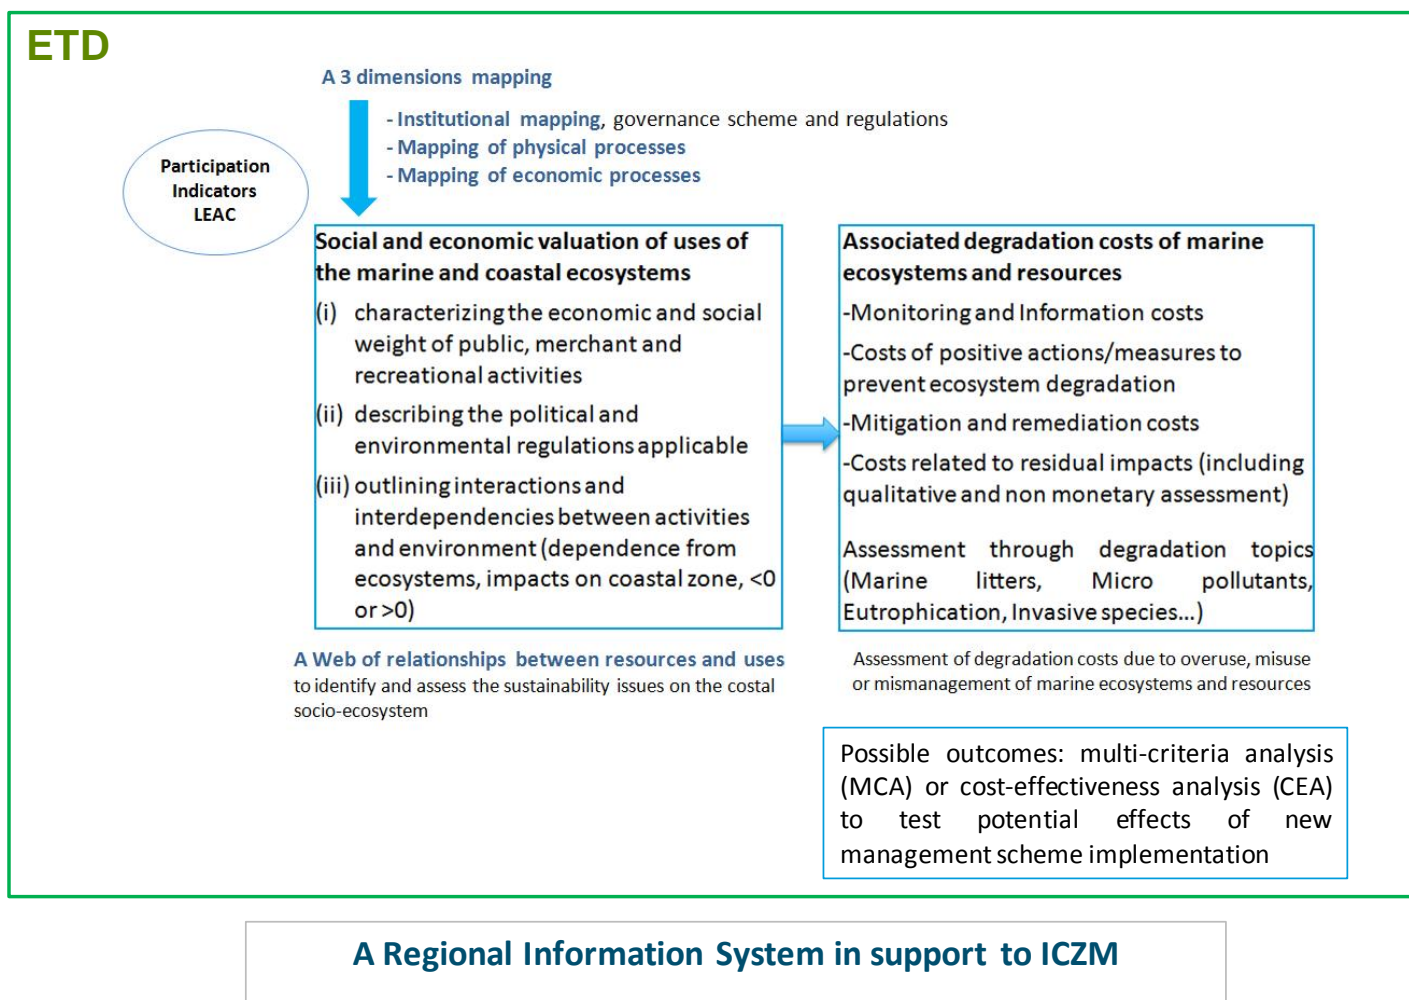 ETD
A 3 dimensions mapping
- Institutional mapping, governance scheme and regulations
- Mapping of physical processes
- Mapping of economic processes
Participation
Indicators
LEAC
Social and economic valuation of uses of
the marine and coastal ecosystems
(i) characterizing the economic and social
weight of public, merchant and
recreational activities
(ii) describing the political and
environmental regulations applicable
(iii) outlining interactions and
interdependencies between activities
and environment (dependence from
ecosystems, impacts on coastal zone, <0
or >0)
A Web of relationships between resources and uses
to identify and assess the sustainability issues on the costal
socio-ecosystem
Associated degradation costs of marine
ecosystems and resources
-Monitoring and Information costs
-Costs of positive actions/measures to
prevent ecosystem degradation
-Mitigation and remediation costs
-Costs related to residual impacts (including
qualitative and non monetary assessment)
Assessment through degradation topics
(Marine litters, Micro pollutants,
Eutrophication, Invasive species...)
Assessment of degradation costs due to overuse, misuse
or mismanagement of marine ecosystems and resources
Possible outcomes: multi-criteria analysis
(MCA) or cost-effectiveness analysis (CEA)
to test potential effects of new
management scheme implementation
A Regional Information System in support to ICZM